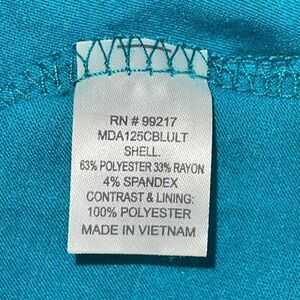 RN # 99217
MDA125CBLULT
SHELL:
63% POLYESTER 33% RAYON
4% SPANDEX
CONTRAST & LINING:
100% POLYESTER
MADE IN VIETNAM